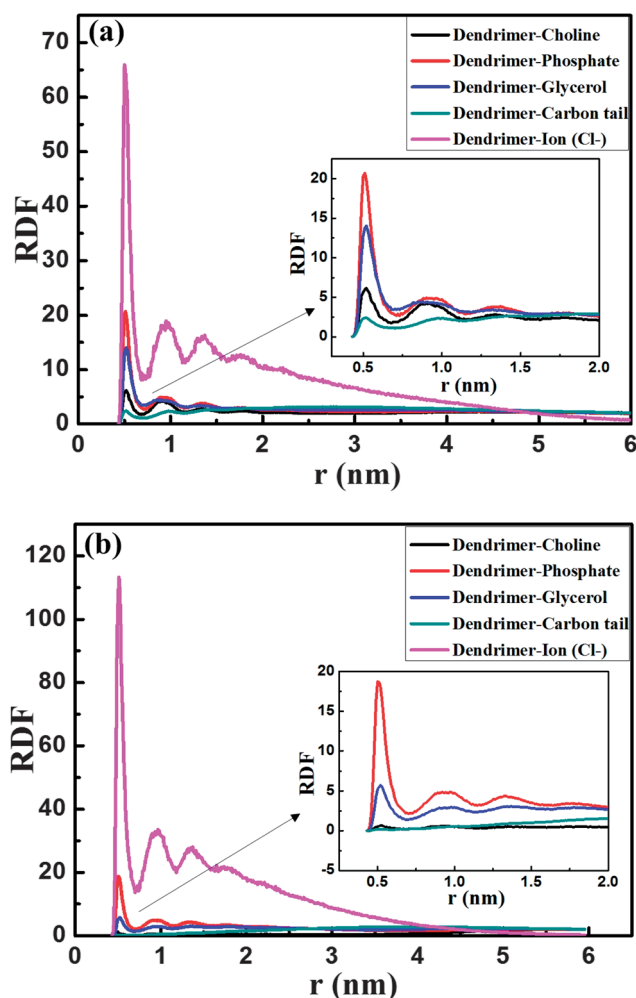 (a)
Dendrimer-Choline
Dendrimer-Phosphate
Dendrimer-Glycerol
Dendrimer-Carbon tail
Dendrimer-Ion (Cl-)
RDF
70
60
50
40
30
20
10
0
0 1 2 3 4 5 6
r (nm)
RDF
20
15
10
5
0
0.5 1.0 1.5 2.0
r (nm)
(b)
Dendrimer-Choline
Dendrimer-Phosphate
Dendrimer-Glycerol
Dendrimer-Carbon tail
Dendrimer-Ion (Cl-)
RDF
120
100
80
60
40
20
0
0 1 2 3 4 5 6
r (nm)
RDF
20
15
10
5
0
-5
0.5 1.0 1.5 2.0
r (nm)